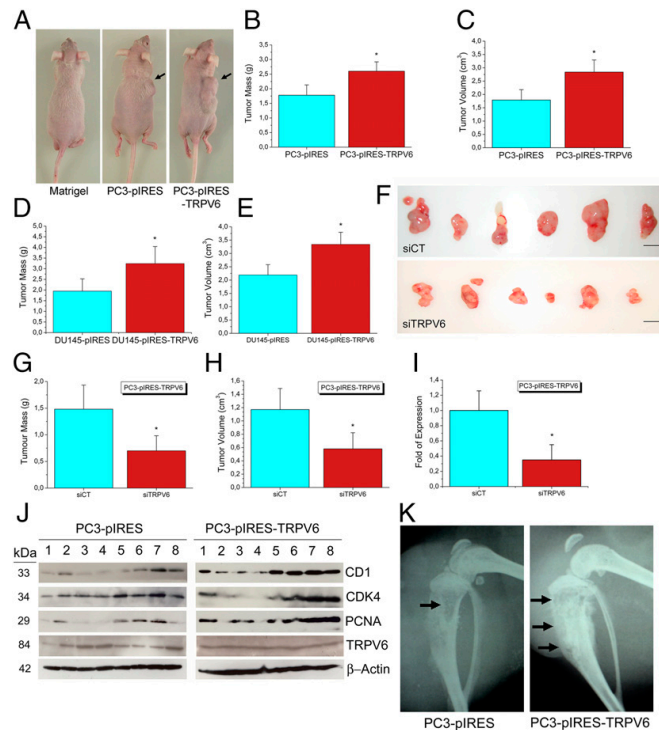 A
Matrigel
PC3-pIRES
PC3-pIRES
-TRPV6
B
Tumor Mass (g)
3,5
3,0
2,5
2,0
1,5
1,0
0,5
0,0
*
PC3-pIRES
PC3-pIRES-TRPV6
C
Tumor Volume (cm³)
3,5
3,0
2,5
2,0
1,5
1,0
0,5
0,0
*
PC3-pIRES
PC3-pIRES-TRPV6
D
Tumor Mass (g)
5,0
4,5
4,0
3,5
3,0
2,5
2,0
1,5
1,0
0,5
0,0
*
DU145-pIRES
DU145-pIRES-TRPV6
E
Tumor Volume (cm³)
4,0
3,5
3,0
2,5
2,0
1,5
1,0
0,5
0,0
*
DU145-pIRES
DU145-pIRES-TRPV6
F
siCT
siTRPV6
G
Tumour Mass (g)
2,0
1,5
1,0
0,5
0,0
PC3-pIRES-TRPV6
*
siCT
siTRPV6
H
Tumor Volume (cm³)
1,6
1,4
1,2
1,0
0,8
0,6
0,4
0,2
0,0
PC3-pIRES-TRPV6
*
siCT
siTRPV6
I
Fold of Expression
1,4
1,2
1,0
0,8
0,6
0,4
0,2
0,0
PC3-pIRES-TRPV6
*
siCT
siTRPV6
J
PC3-pIRES PC3-pIRES-TRPV6
kDa 1 2 3 4 5 6 7 8 1 2 3 4 5 6 7 8
33 CD1
34 CDK4
29 PCNA
84 TRPV6
42 β-Actin
K
PC3-pIRES
PC3-pIRES-TRPV6